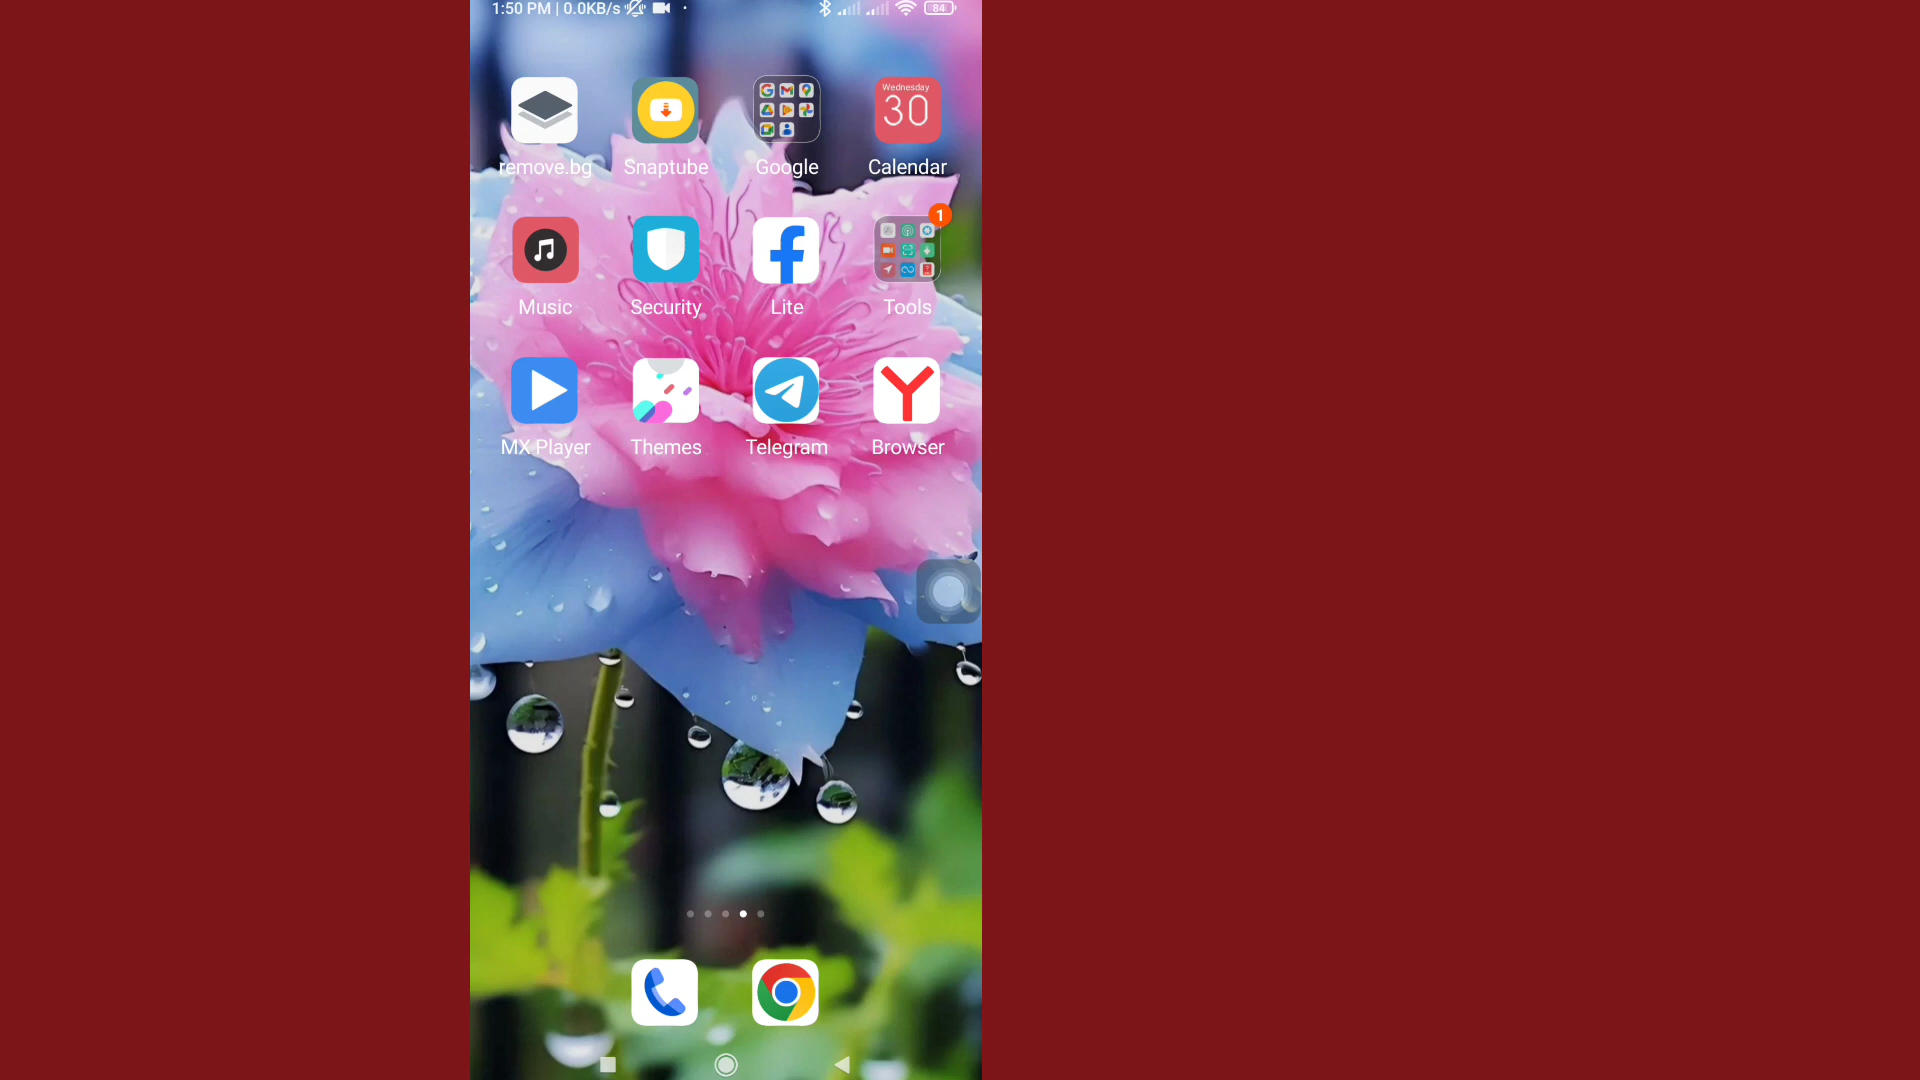 1:50 PM | 0.0KB/s
84
Wednesday
30
remove.bg
Snaptube
Google
Calendar
1
Music
Security
Lite
Tools
MX Player
Themes
Telegram
Browser